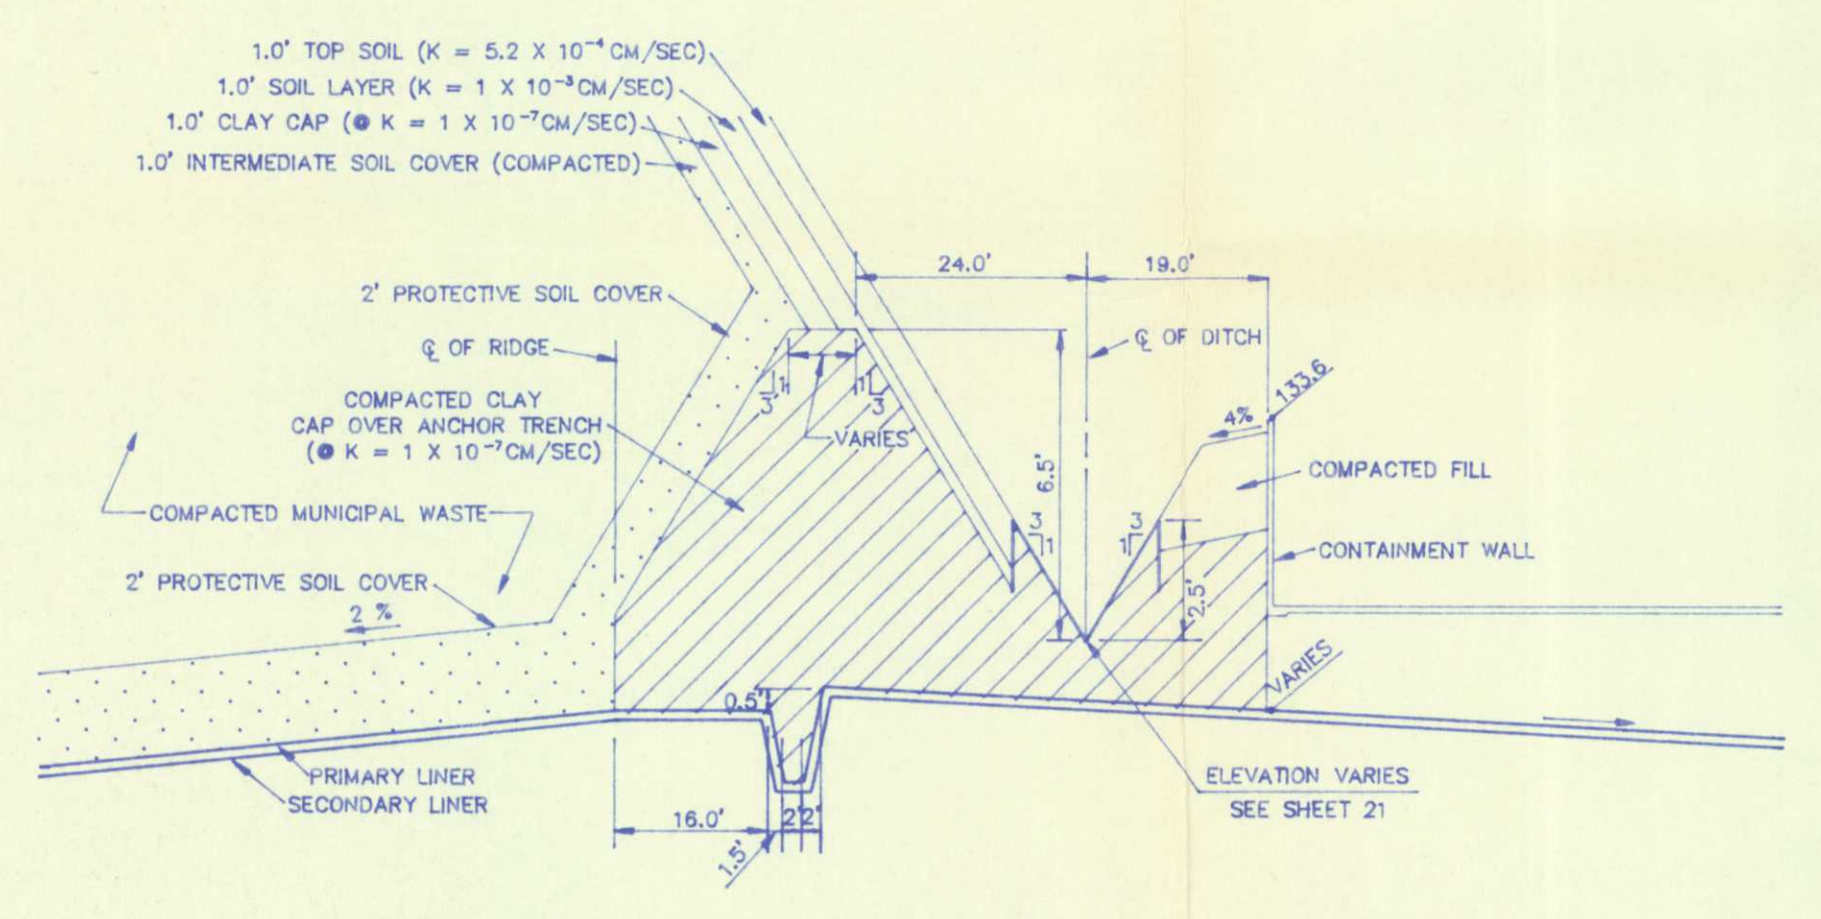 1.0' TOP SOIL (K = 5.2 X 10⁻⁴ CM/SEC)
1.0' SOIL LAYER (K = 1 X 10⁻³ CM/SEC)
1.0' CLAY CAP (@ K = 1 X 10⁻⁷ CM/SEC)
1.0' INTERMEDIATE SOIL COVER (COMPACTED)
24.0'
19.0'
2' PROTECTIVE SOIL COVER
℄ OF RIDGE
℄ OF DITCH
133.6
COMPACTED CLAY
CAP OVER ANCHOR TRENCH
(@ K = 1 X 10⁻⁷ CM/SEC)
1
3
1
3
VARIES
4%
6.5'
COMPACTED FILL
COMPACTED MUNICIPAL WASTE
3
1
3
1
CONTAINMENT WALL
2' PROTECTIVE SOIL COVER
2.5'
2 %
VARIES
0.5'
PRIMARY LINER
SECONDARY LINER
ELEVATION VARIES
SEE SHEET 21
16.0'
2'
2'
1.5'